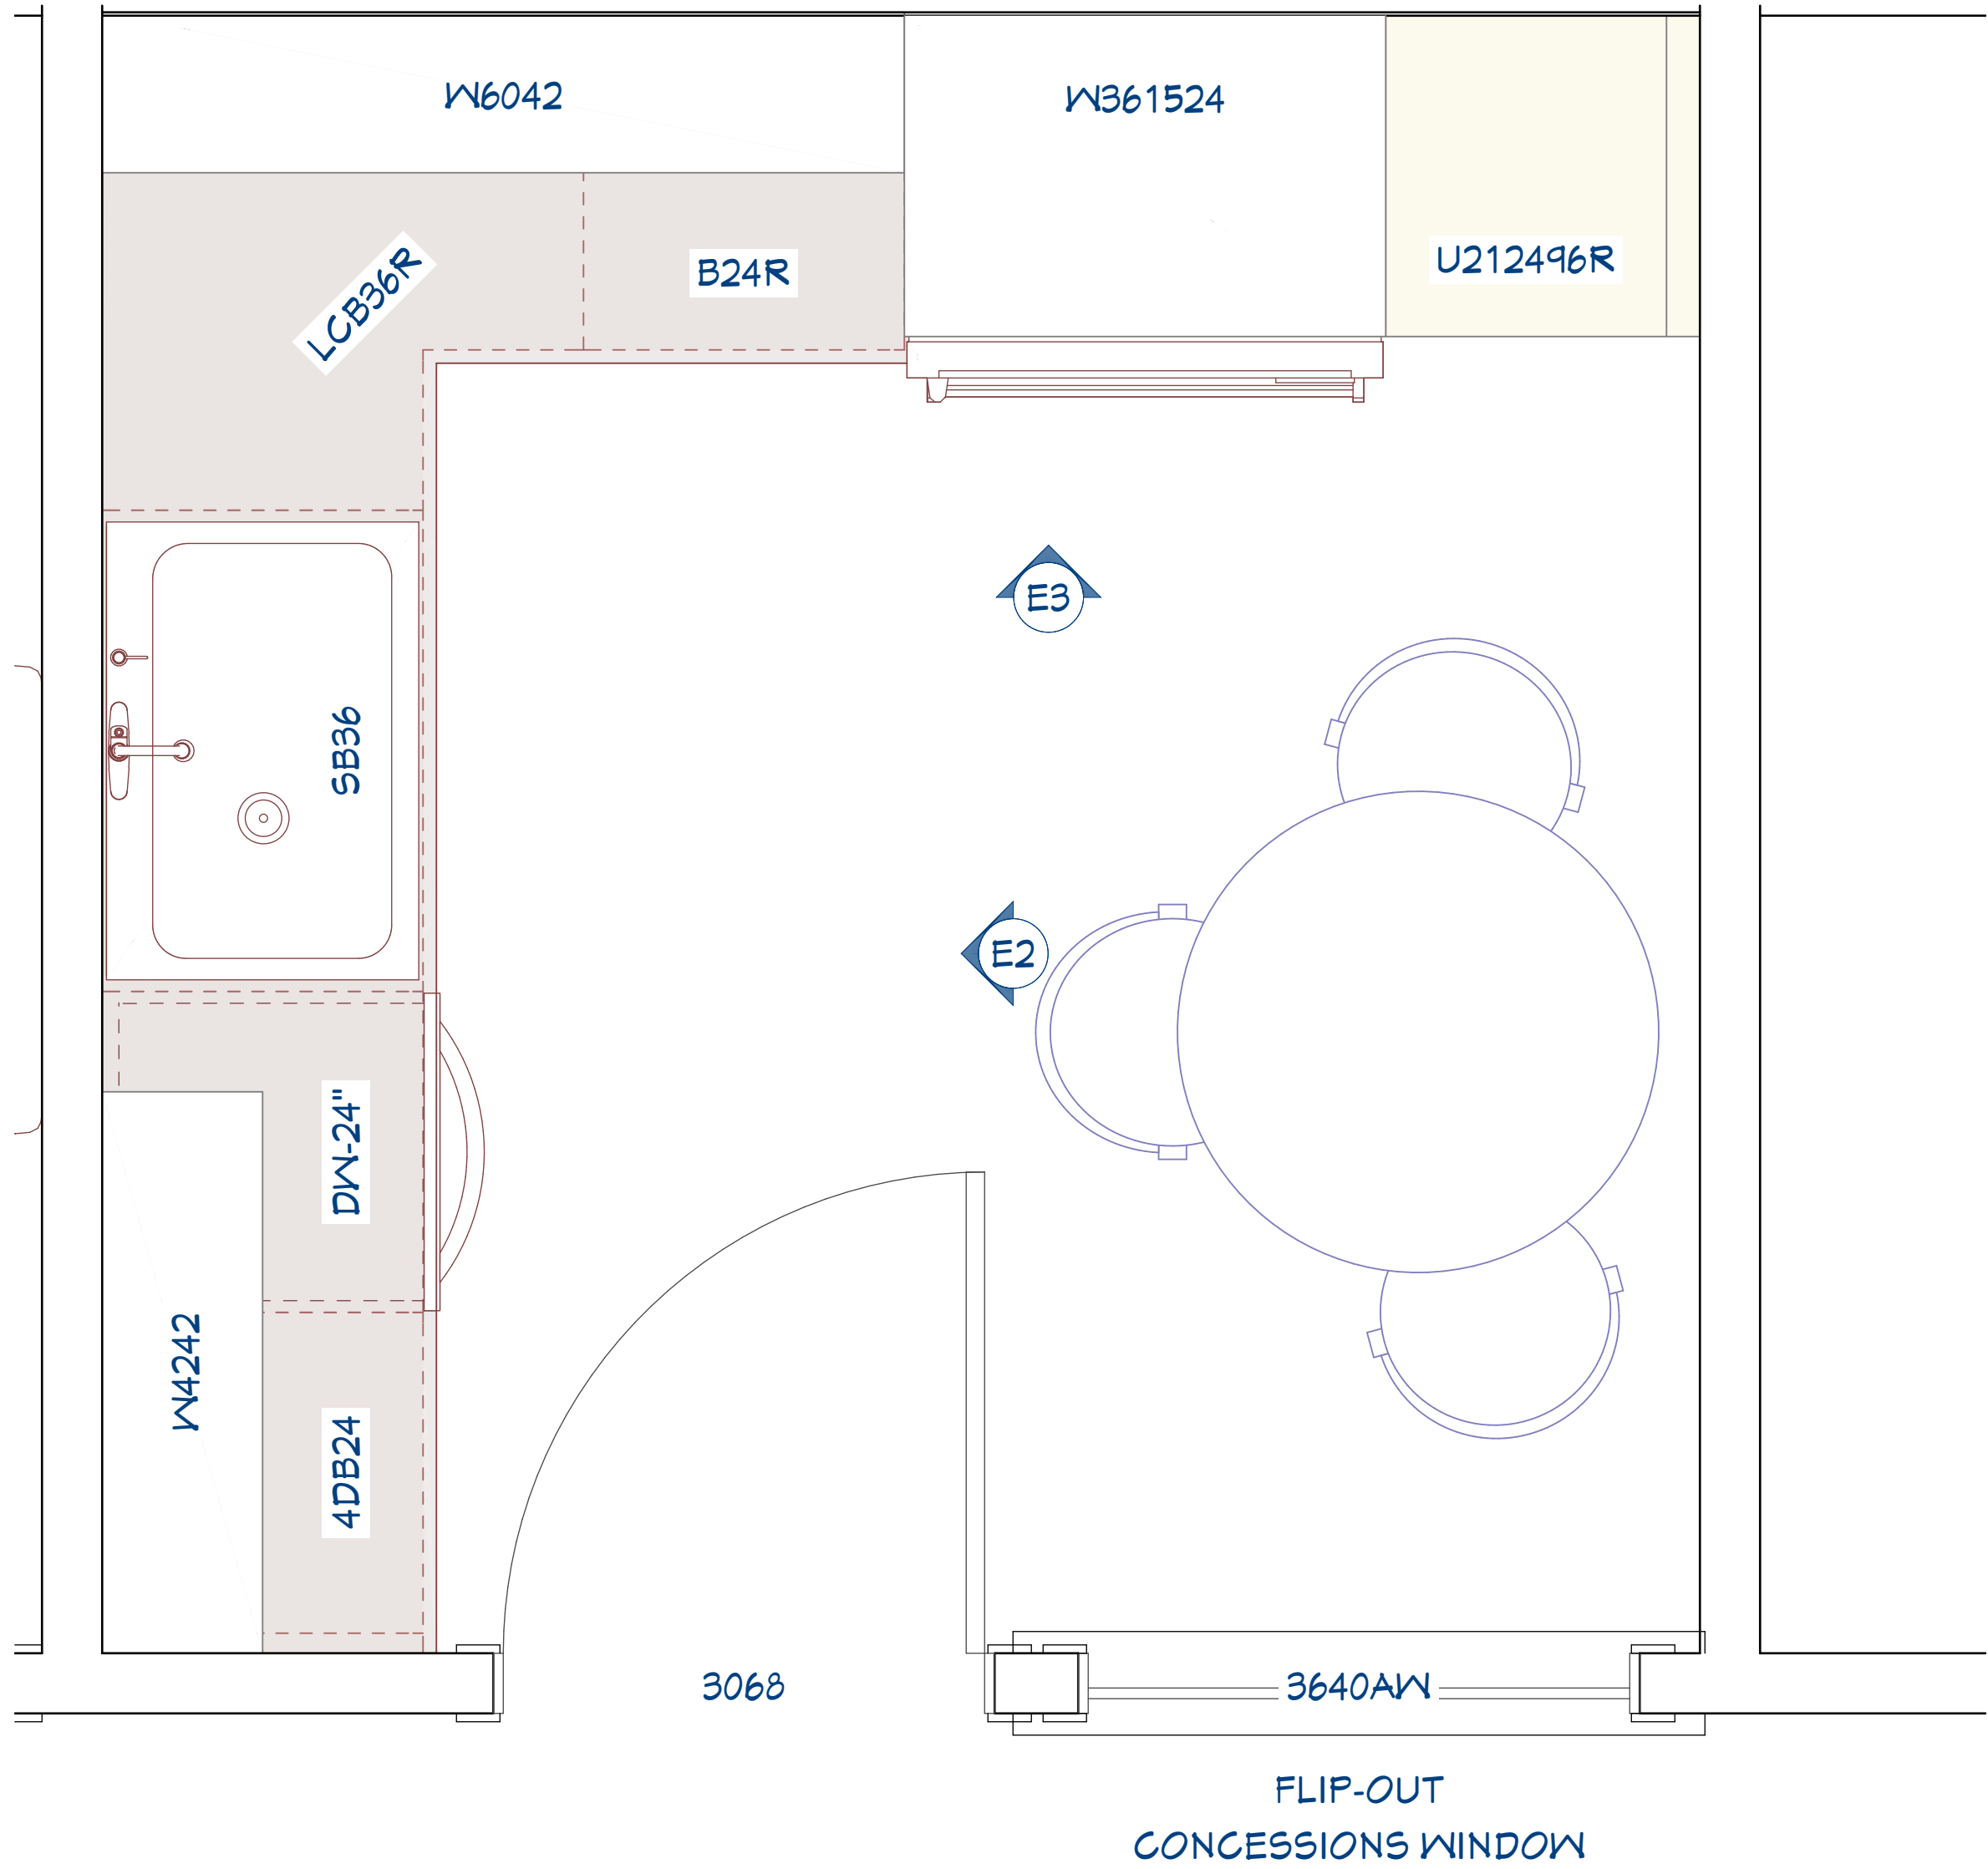 W6042
W361524
U212496R
LCB36R
B24R
E3
SB36
E2
DW-24"
W4242
4DB24
3068
3640AW
FLIP-OUT
CONCESSIONS WINDOW